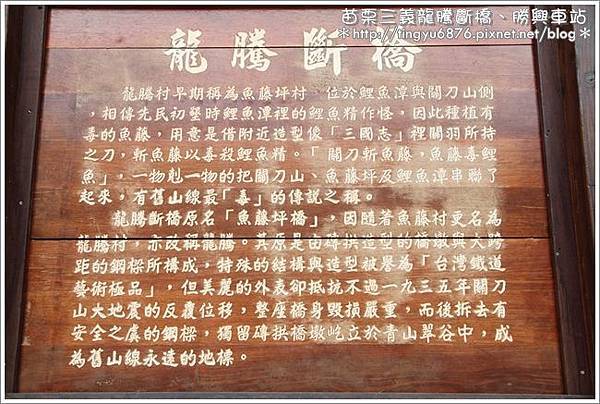 苗栗三義龍騰斷橋、勝興車站
＊http://tingyu6876.pixnet.net/blog＊
龍騰斷橋
龍騰村早期稱為魚藤坪村，位於鯉魚潭與關刀山側
，相傳先民初墾時鯉魚潭裡的鯉魚精作怪，因此種植有
毒的魚藤，用意是借附近造型像「三國志」裡關羽所持
之刀，斬魚藤以毒殺鯉魚精。「關刀斬魚藤，魚藤毒鯉
魚」，一物剋一物的把關刀山、魚藤坪及鯉魚潭串聯了
起來，有舊山線最「毒」的傳說之稱。
龍騰斷橋原名「魚藤坪橋」，因隨著魚藤村更名為
龍騰村，亦改稱龍騰。其原是由磚拱造型的橋墩與大跨
距的鋼樑所構成，特殊的結構與造型被譽為「台灣鐵道
藝術極品」，但美麗的外表卻抵抗不過一九三五年關刀
山大地震的反覆位移，整座橋身毀損嚴重，而後拆去有
安全之虞的鋼樑，獨留磚拱橋墩屹立於青山翠谷中，成
為舊山線永遠的地標。